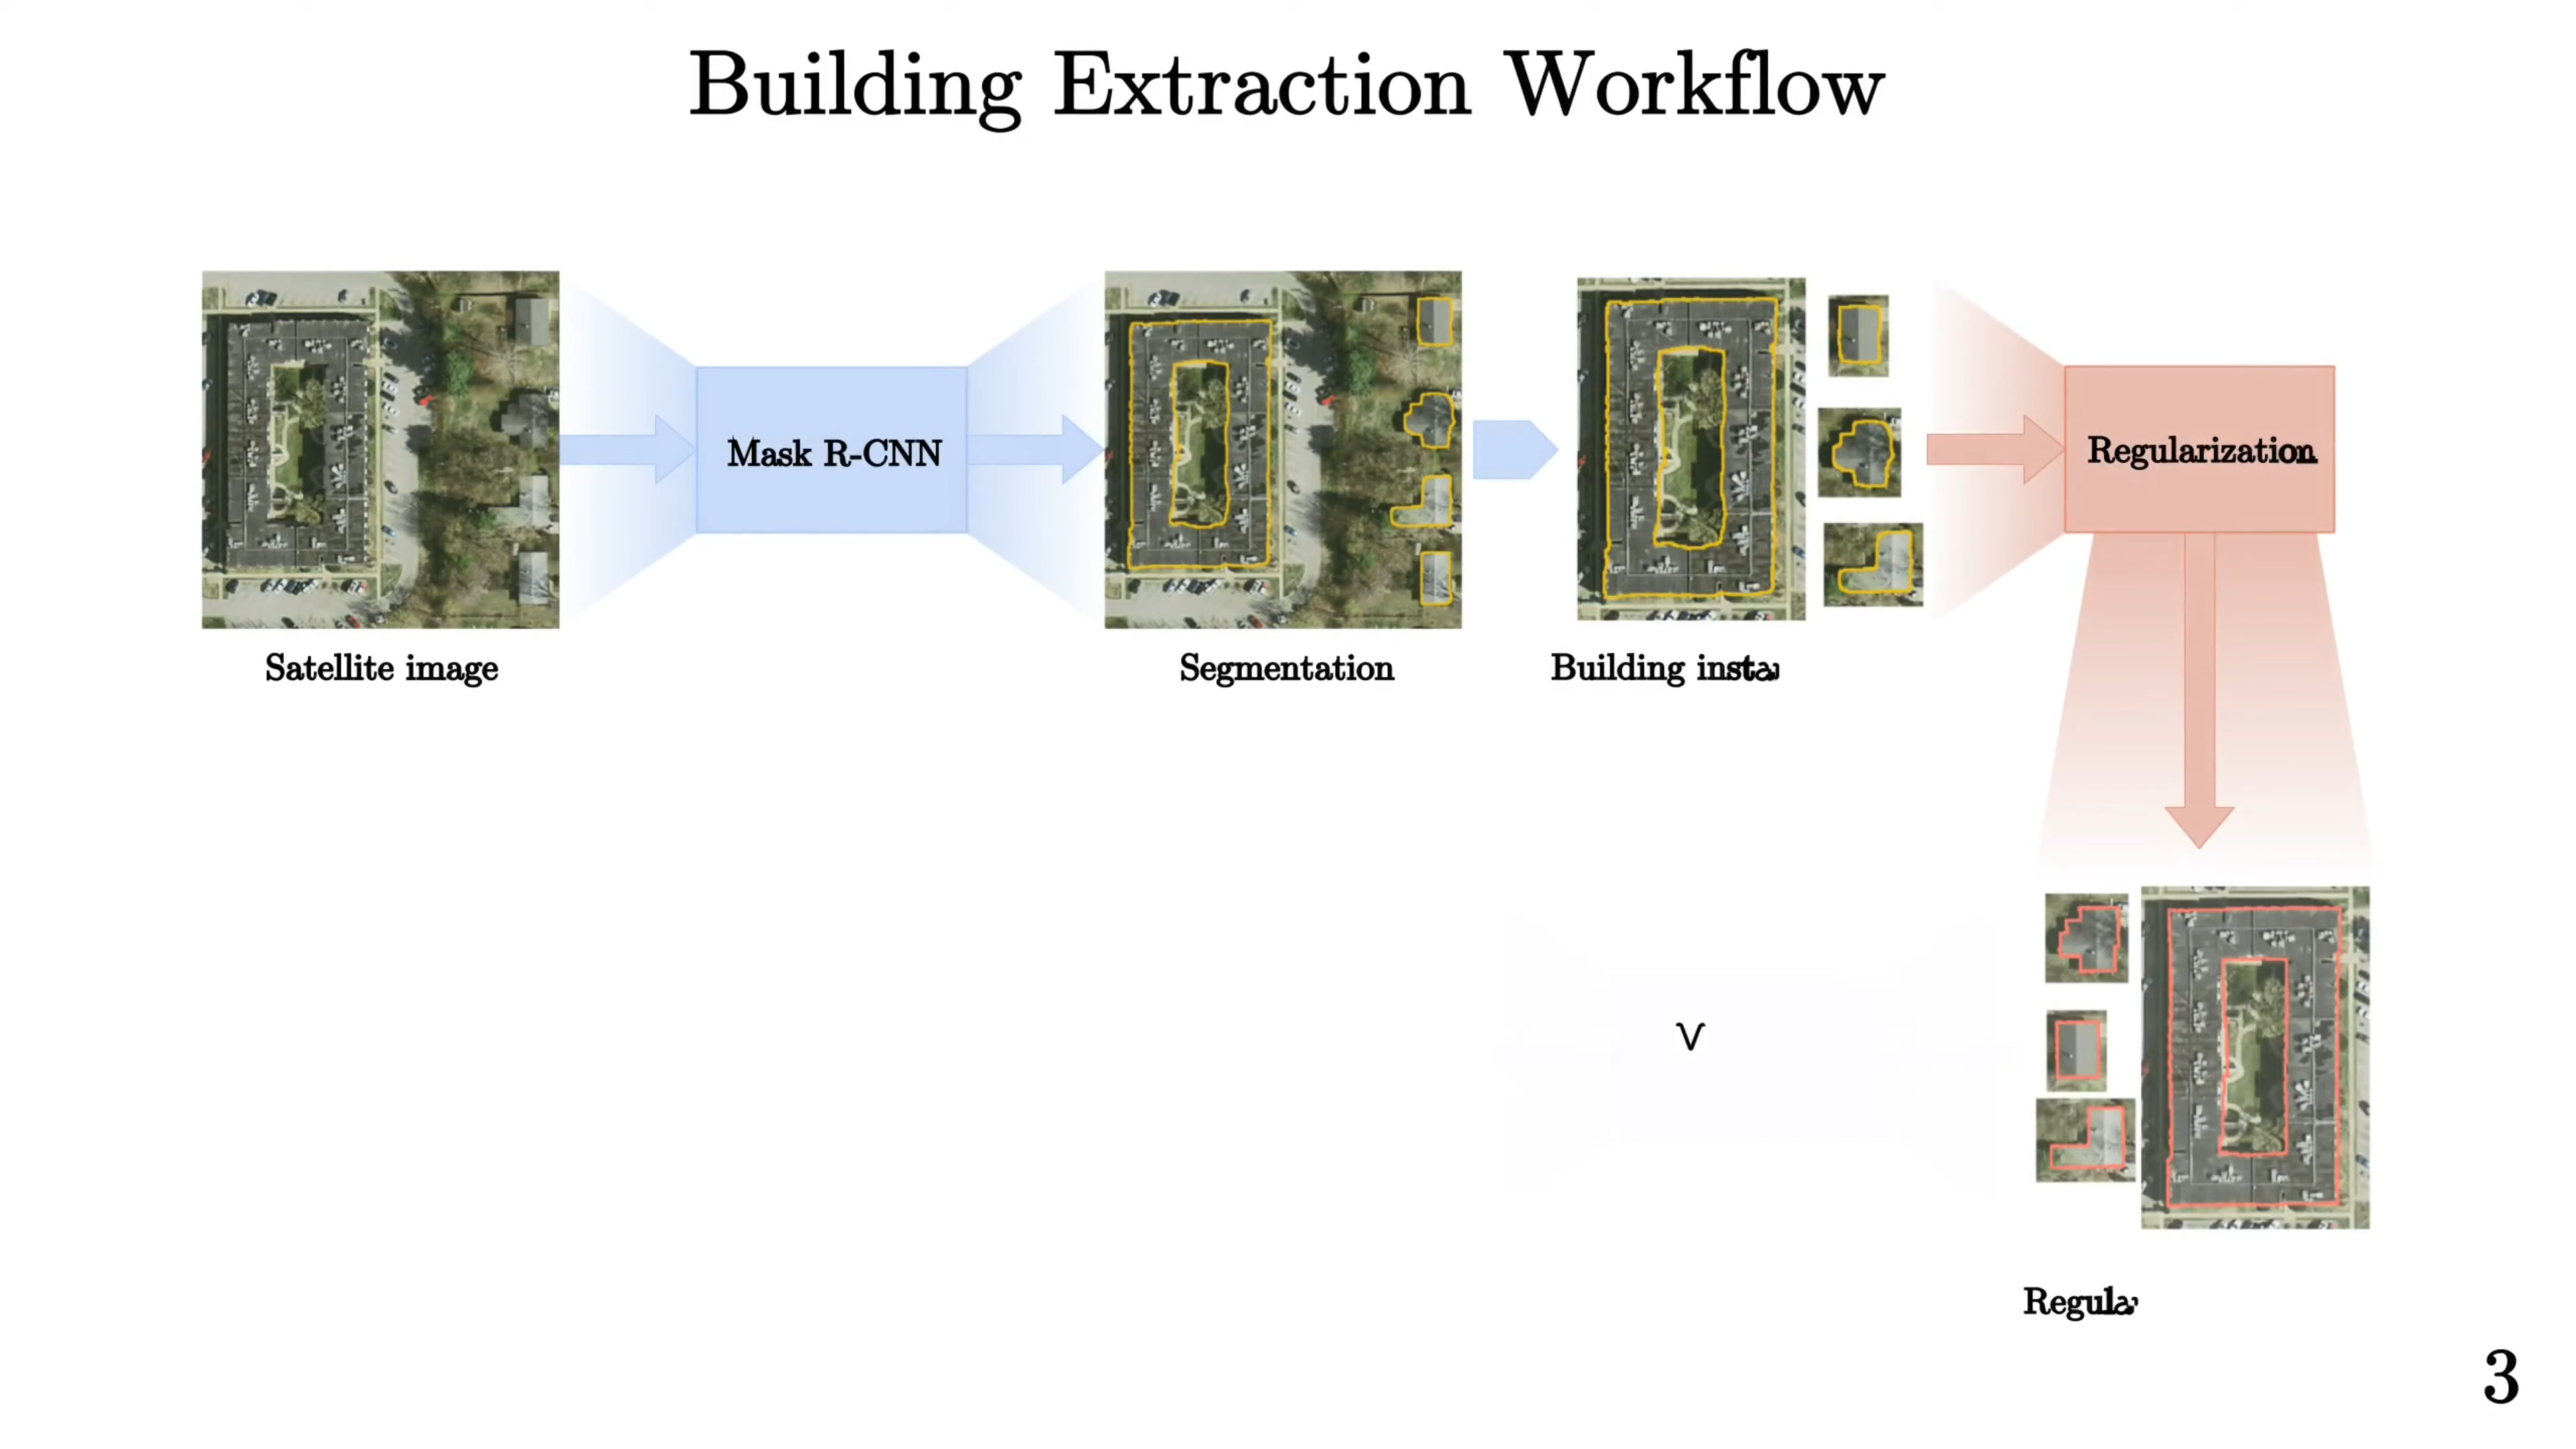 Building Extraction Workflow
Mask R-CNN
Regularization
Satellite image
Segmentation
Building insta
V
Regula
3